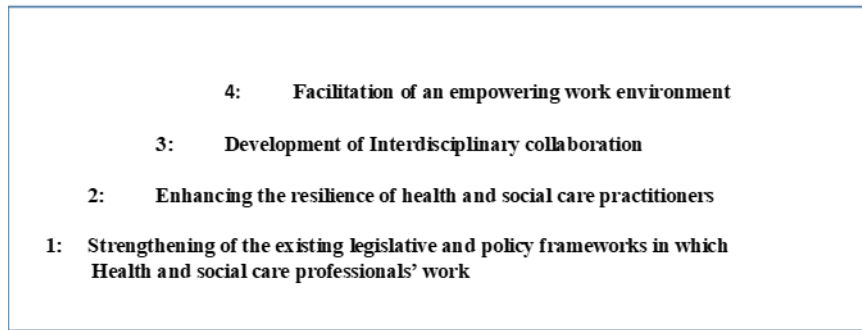 4: Facilitation of an empowering work environment
3: Development of Interdisciplinary collaboration
2: Enhancing the resilience of health and social care practitioners
1: Strengthening of the existing legislative and policy frameworks in which
Health and social care professionals’ work